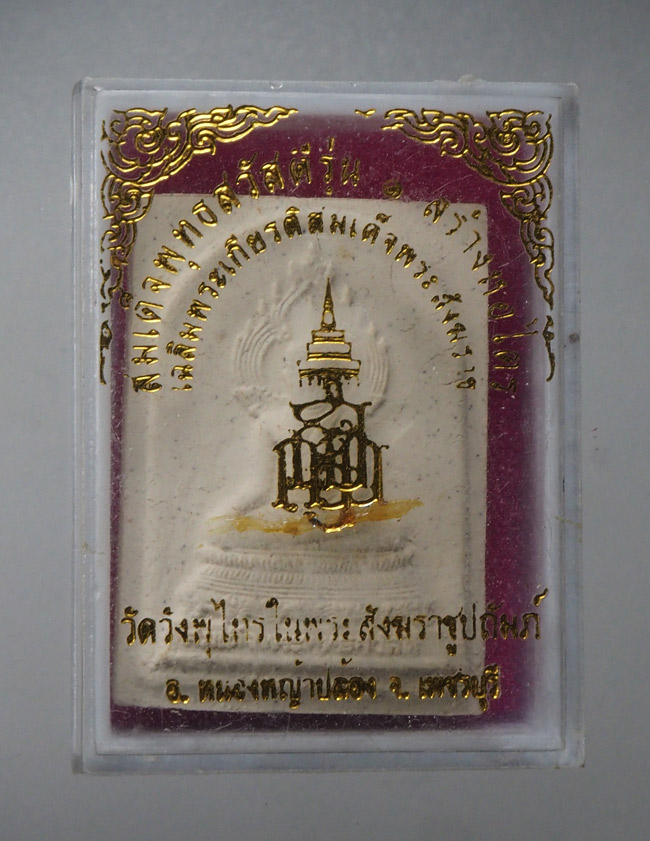 สมเด็จพุทธสวัสดีรุ่น ๑ สร้างหอไตร
เฉลิมพระเกียรติสมเด็จพระสังฆราช
วัดวังพุไทรในพระสังฆราชูปถัมภ์
อ. หนองหญ้าปล้อง จ. เพชรบุรี